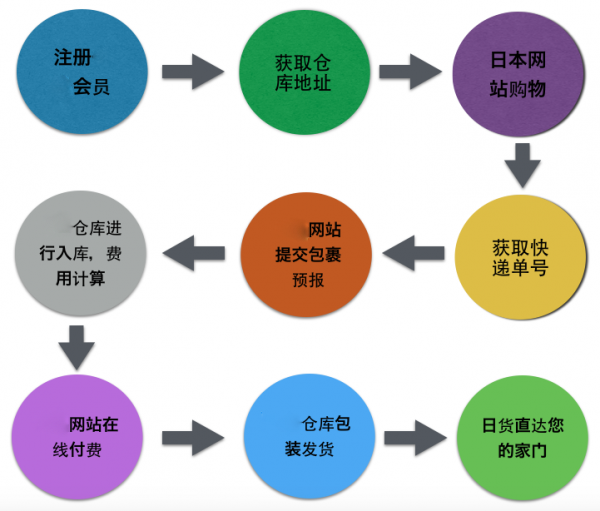 注册
会员
获取仓
库地址
日本网
站购物
获取快
递单号
网站
提交包裹
预报
仓库进
行入库，费
用计算
网站在
线付费
仓库包
装发货
日货直达您
的家门